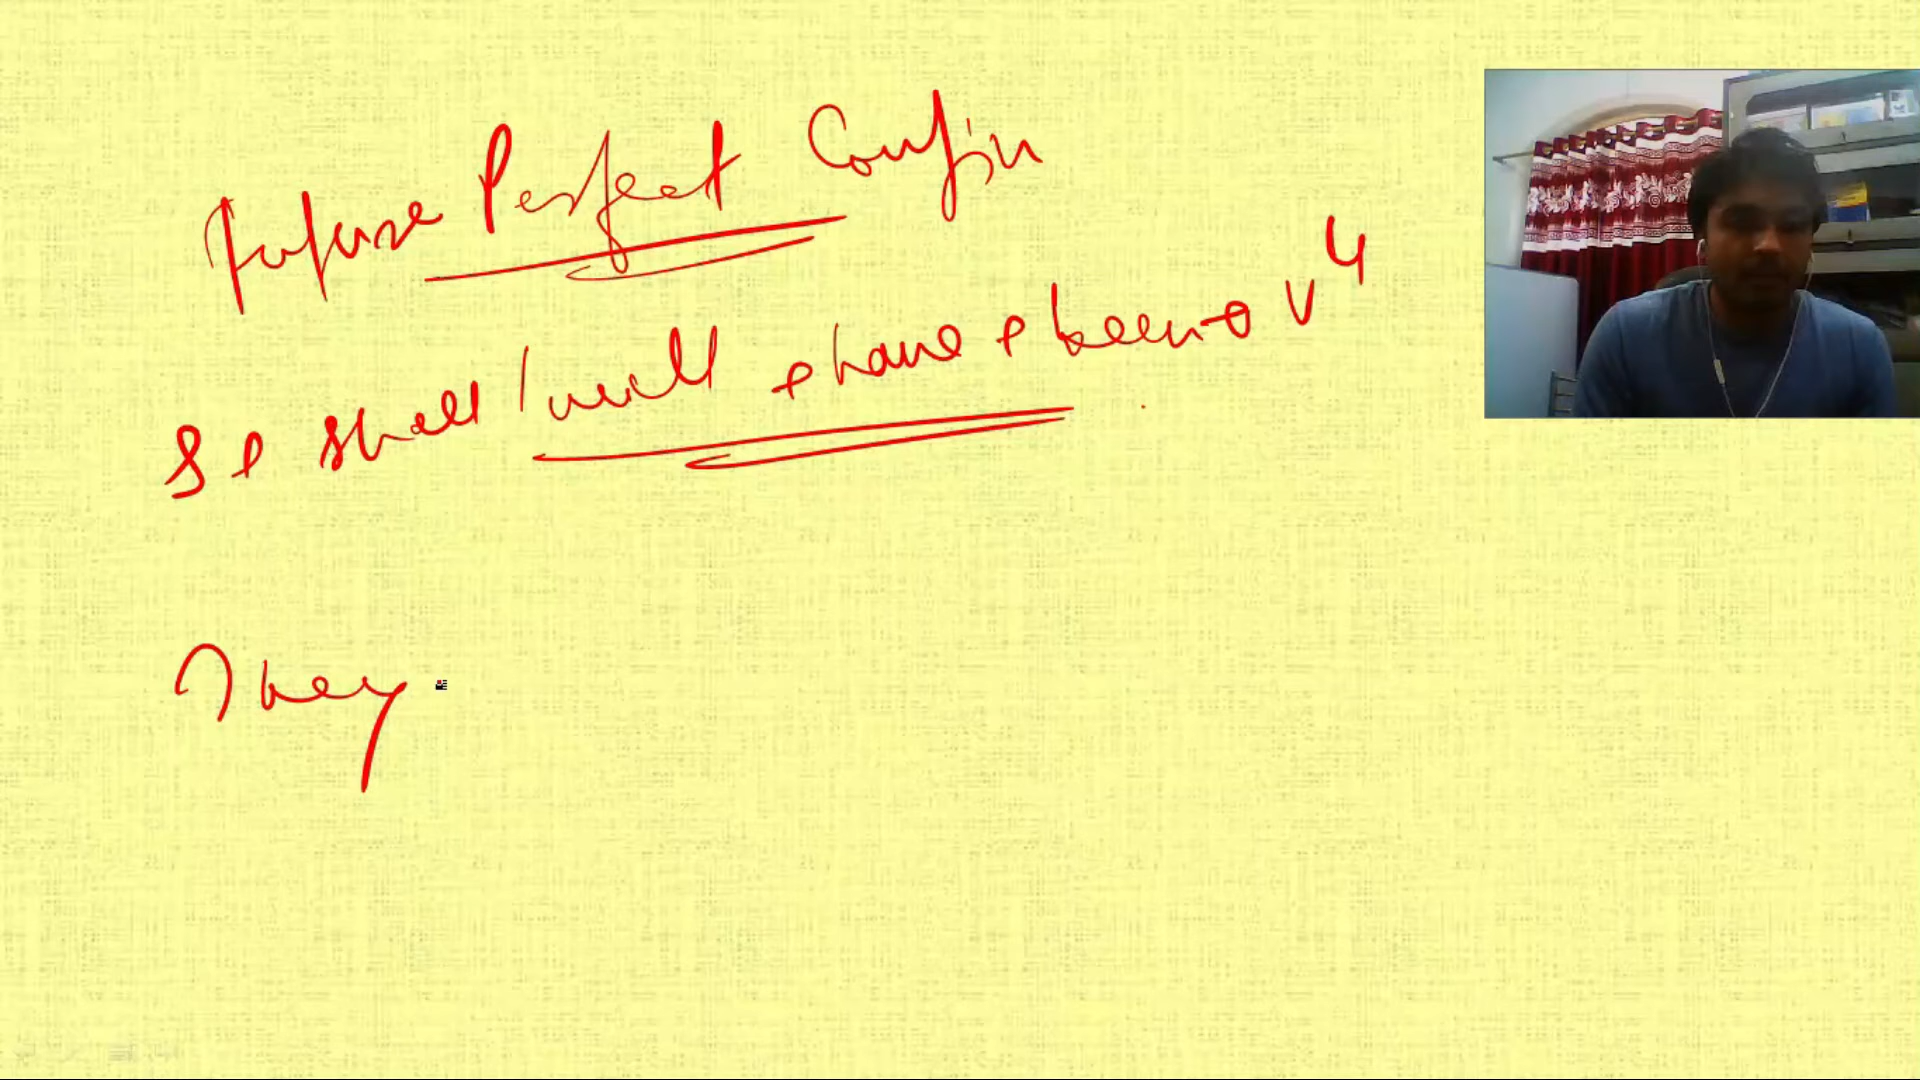 Future Perfect Contin
S + shall / will + have + been + V4
They